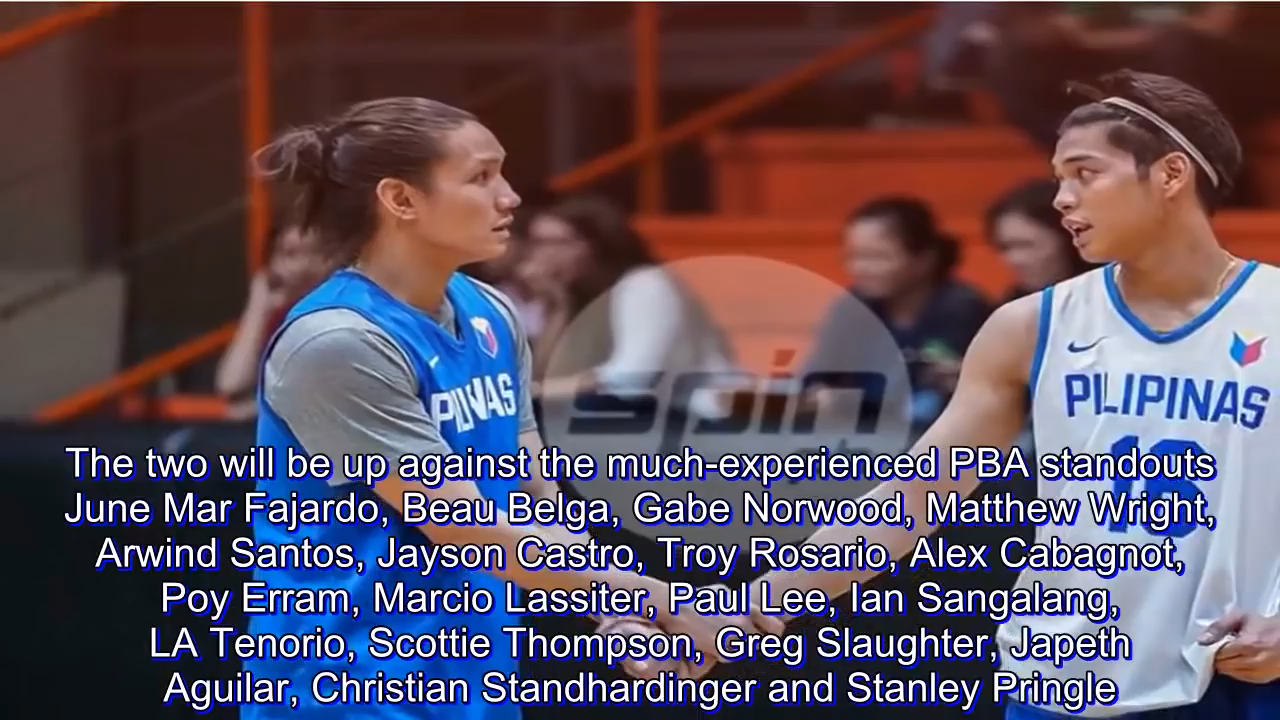 PILIPINAS
PILIPINAS
spin
The two will be up against the much-experienced PBA standouts
June Mar Fajardo, Beau Belga, Gabe Norwood, Matthew Wright,
Arwind Santos, Jayson Castro, Troy Rosario, Alex Cabagnot,
Poy Erram, Marcio Lassiter, Paul Lee, Ian Sangalang,
LA Tenorio, Scottie Thompson, Greg Slaughter, Japeth
Aguilar, Christian Standhardinger and Stanley Pringle